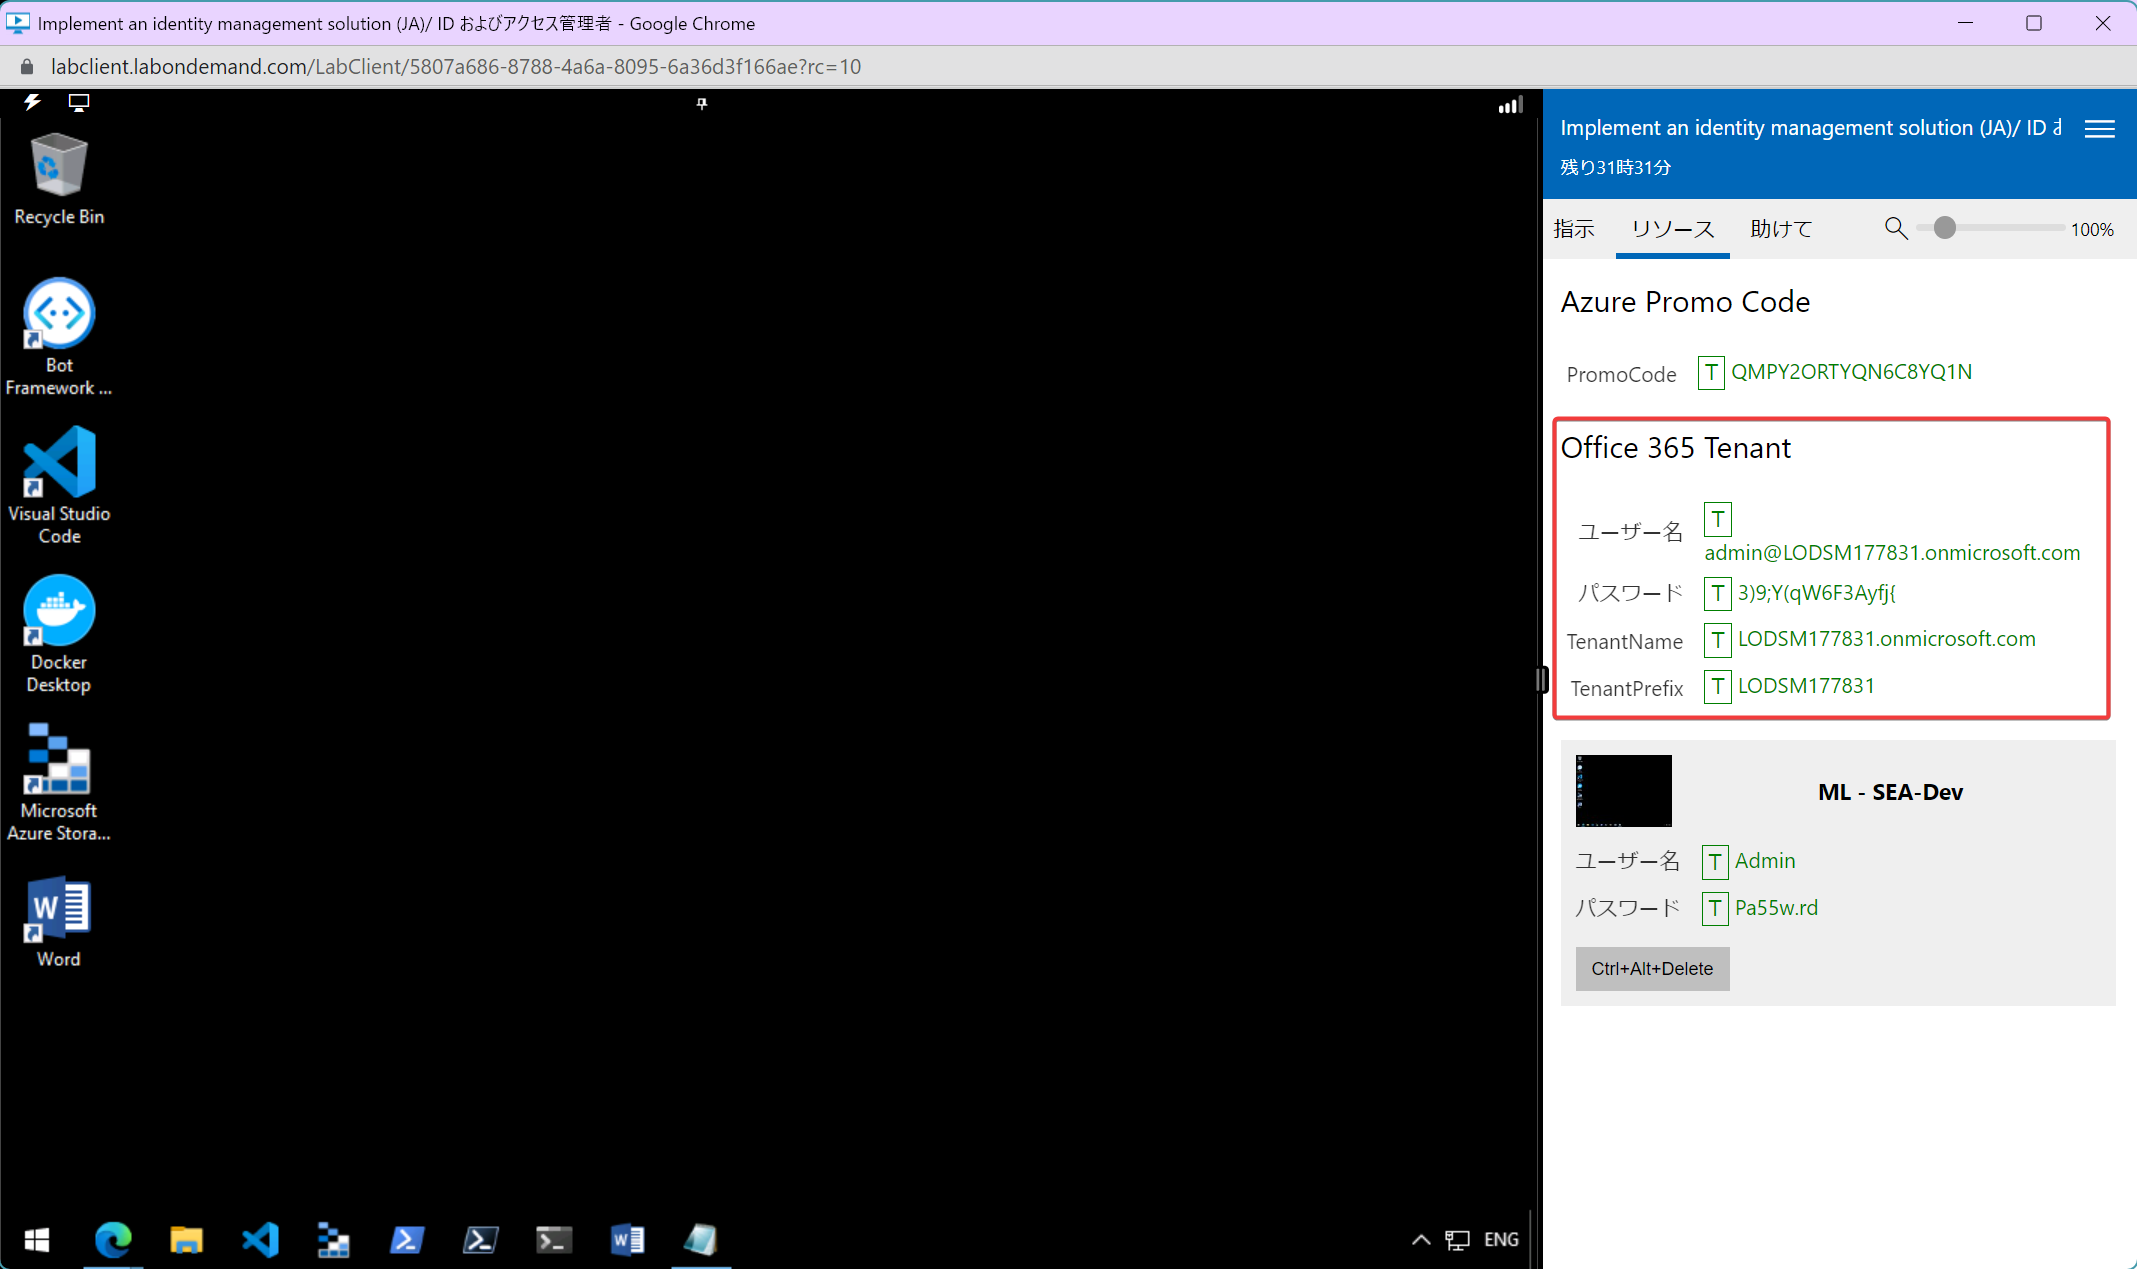 Implement an identity management solution (JA)/ ID およびアクセス管理者 - Google Chrome
labclient.labondemand.com/LabClient/5807a686-8788-4a6a-8095-6a36d3f166ae?rc=10
Recycle Bin
Bot
Framework ...
Visual Studio
Code
Docker
Desktop
Microsoft
Azure Stora...
Word
ENG
Implement an identity management solution (JA)/ ID お
残り31時31分
指示 リソース 助けて 100%
Azure Promo Code
PromoCode T QMPY2ORTYQN6C8YQ1N
Office 365 Tenant
ユーザー名 T
admin@LODSM177831.onmicrosoft.com
パスワード T 3)9;Y(qW6F3Ayfj{
TenantName T LODSM177831.onmicrosoft.com
TenantPrefix T LODSM177831
ML - SEA-Dev
ユーザー名 T Admin
パスワード T Pa55w.rd
Ctrl+Alt+Delete